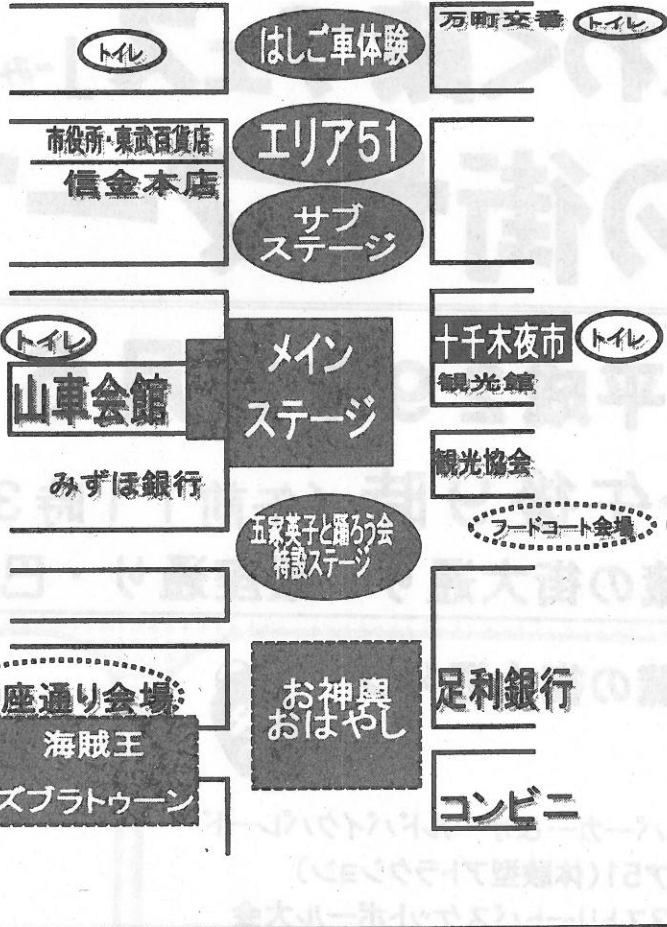 トイレ
はしご車体験
万町交番
トイレ
市役所・東武百貨店
信金本店
エリア51
サブ
ステージ
トイレ
山車会館
メイン
ステージ
十千木夜市
トイレ
観光館
みずほ銀行
観光協会
五家英子と踊ろう会
特設ステージ
フードコート会場
座通り会場
海賊王
ズブラトゥーン
お神輿
おはやし
足利銀行
コンビニ